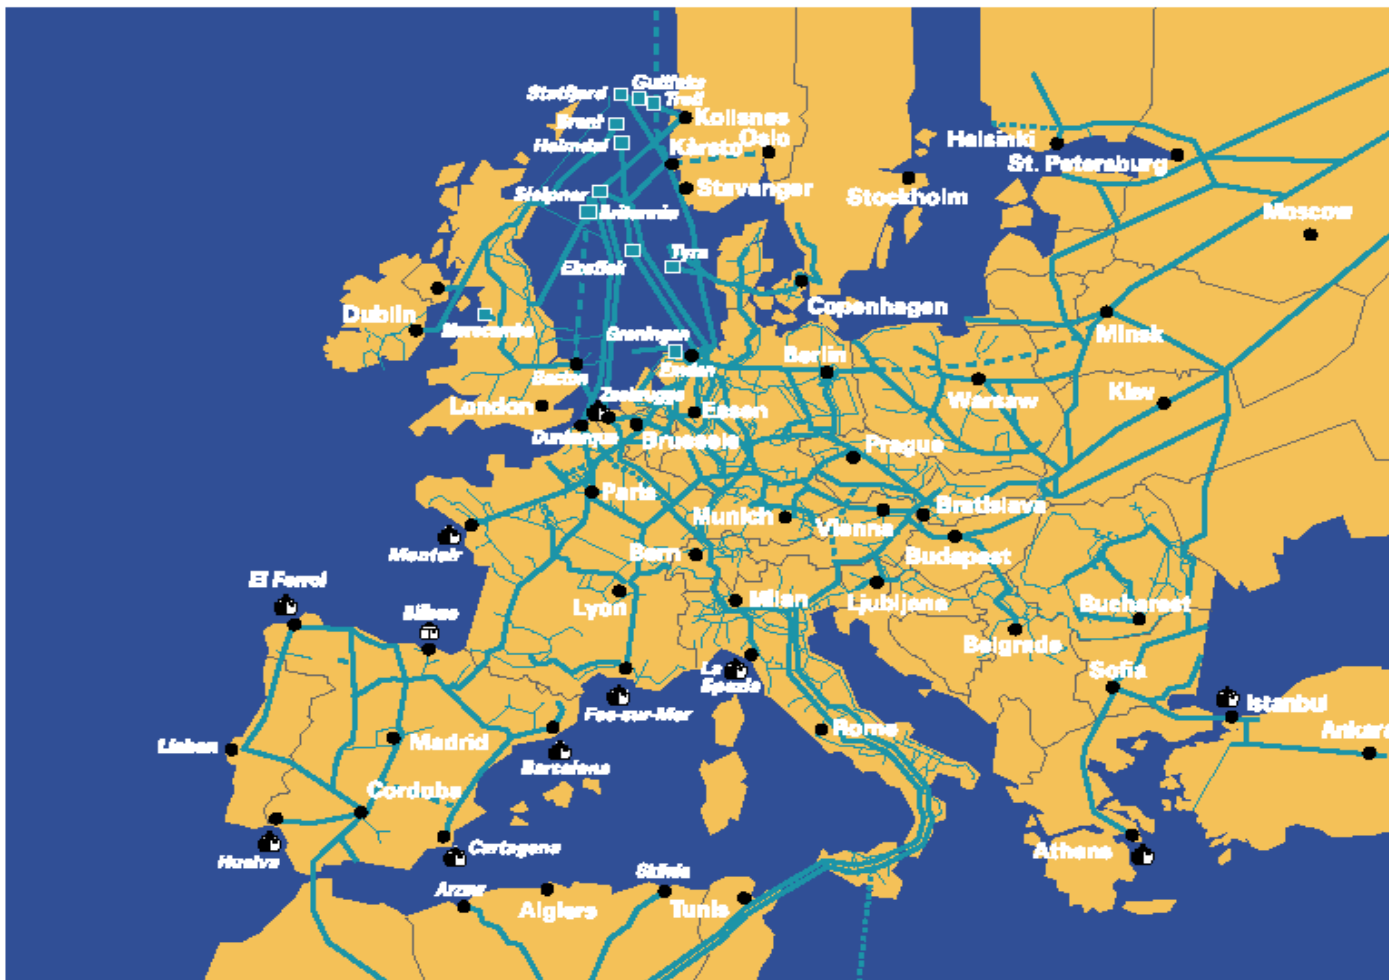 Gullfaks
Statfjord
Troll
Kollsnes
Brent
Heimdal
Oslo
Kårsto
Helsinki
St. Petersburg
Stavanger
Sleipner
Stockholm
Britannia
Moscow
Tyra
Ekofisk
Copenhagen
Dublin
Morecambe
Minsk
Groningen
Berlin
Emden
Bacton
Zeebrugge
Kiev
London
Essen
Warsaw
Dunkerque
Brussels
Prague
Paris
Munich
Bratislava
Vienna
Montoir
Bern
Budapest
El Ferrol
Lyon
Milan
Ljubljana
Bucharest
Bilbao
Belgrade
La
Spezia
Sofia
Fos-sur-Mer
Istanbul
Lisbon
Madrid
Rome
Ankara
Barcelona
Cordoba
Huelva
Cartagena
Athens
Arzew
Skikda
Algiers
Tunis